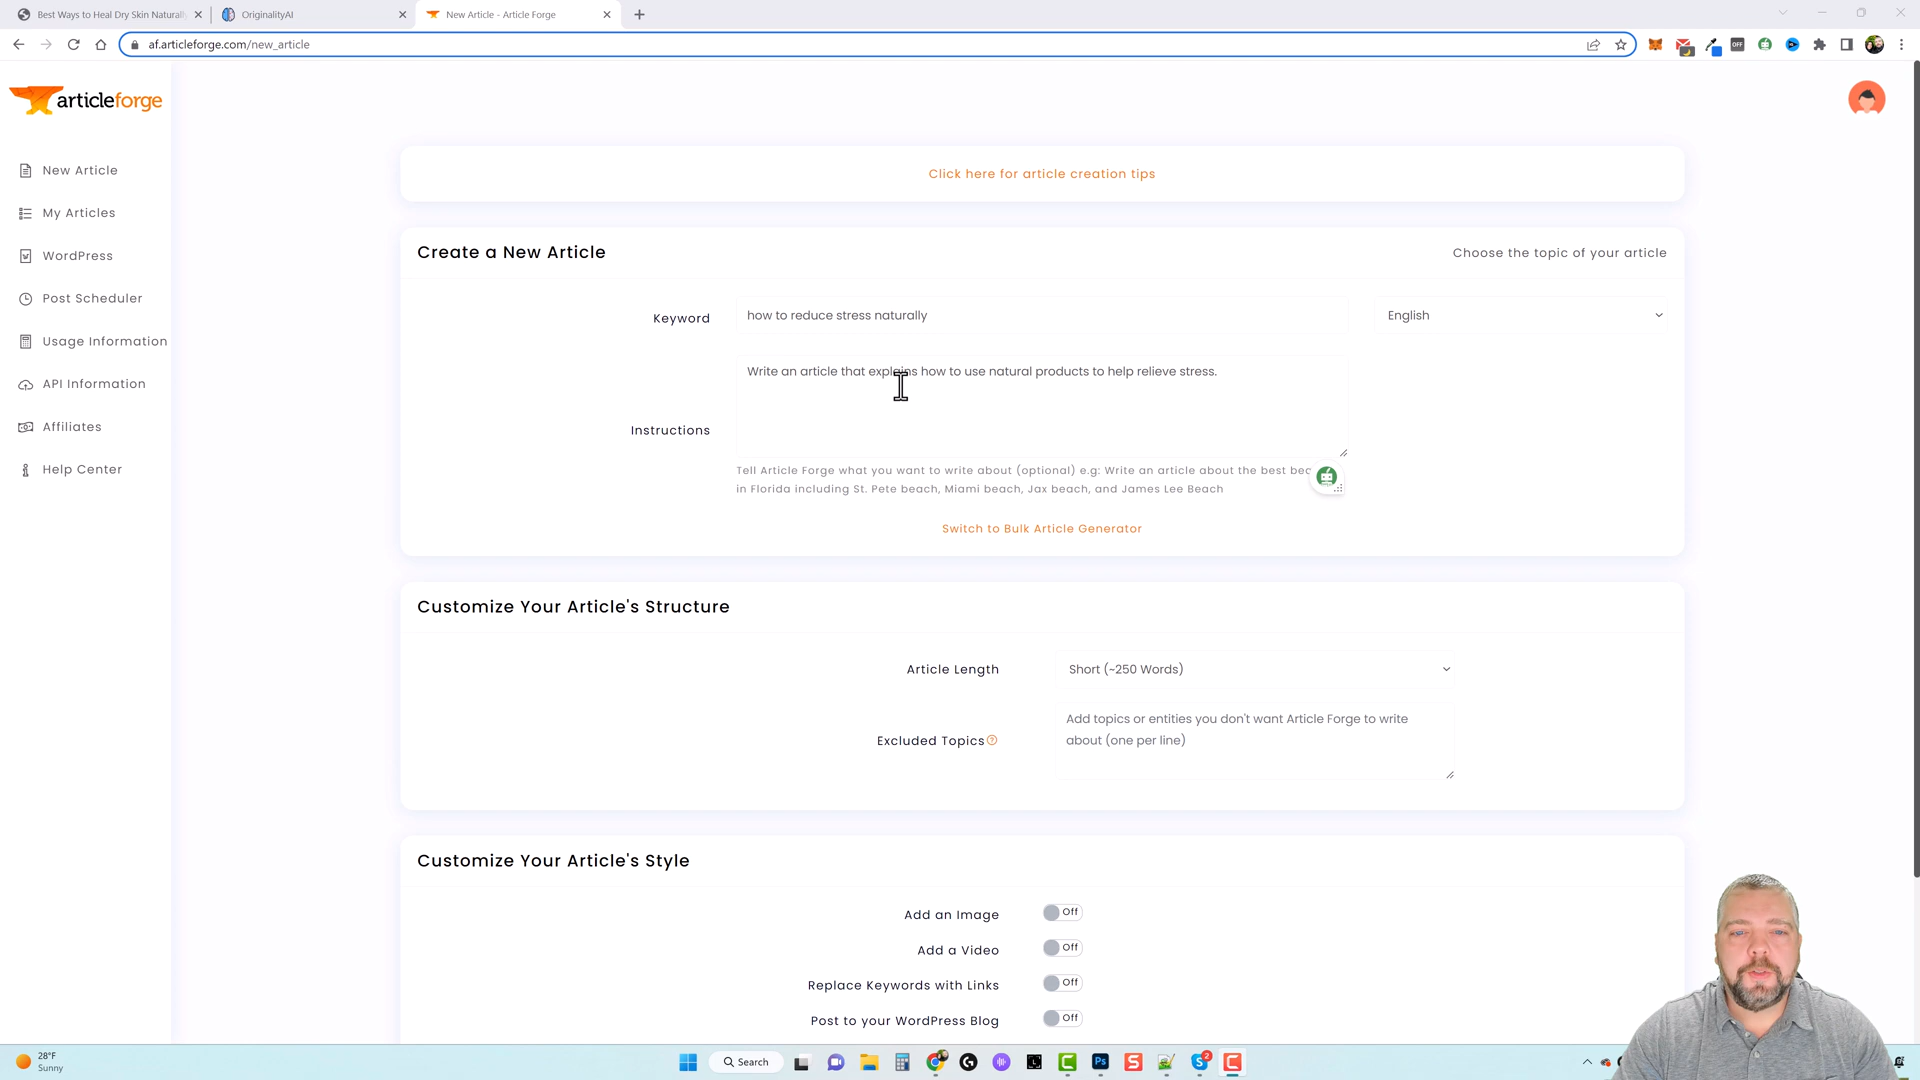 Best Ways to Heal Dry Skin Naturall
OriginalityAI
New Article - Article Forge
af.articleforge.com/new_article
OFF
articleforge
New Article
My Articles
WordPress
Post Scheduler
Usage Information
API Information
Affiliates
Help Center
Click here for article creation tips
Create a New Article
Choose the topic of your article
Keyword
how to reduce stress naturally
English
Write an article that explains how to use natural products to help relieve stress.
Instructions
Tell Article Forge what you want to write about (optional) e.g: Write an article about the best bea
in Florida including St. Pete beach, Miami beach, Jax beach, and James Lee Beach
Switch to Bulk Article Generator
Customize Your Article's Structure
Article Length
Short (~250 Words)
Excluded Topics
Add topics or entities you don't want Article Forge to write
about (one per line)
Customize Your Article's Style
Add an Image
Off
Add a Video
Off
Replace Keywords with Links
Off
Post to your WordPress Blog
Off
28°F
Sunny
Search
L
Ps
S
S
2